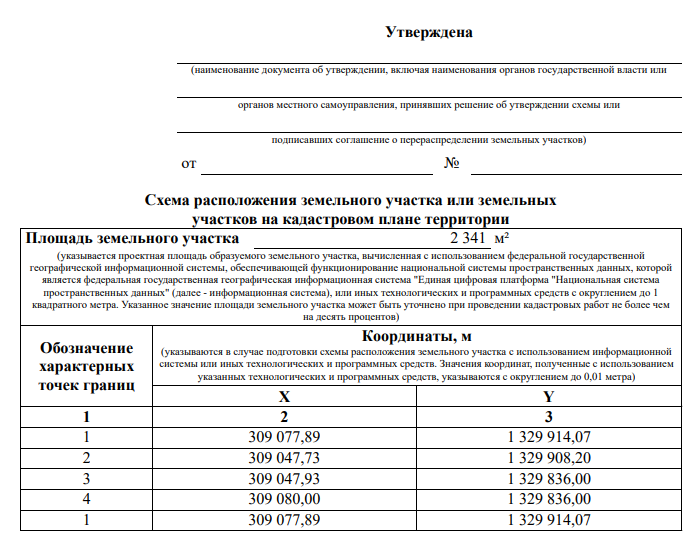 Утверждена
(наименование документа об утверждении, включая наименования органов государственной власти или
органов местного самоуправления, принявших решение об утверждении схемы или
подписавших соглашение о перераспределении земельных участков)
от № 
Схема расположения земельного участка или земельных
участков на кадастровом плане территории
Площадь земельного участка 2 341 м²
(указывается проектная площадь образуемого земельного участка, вычисленная с использованием федеральной государственной
географической информационной системы, обеспечивающей функционирование национальной системы пространственных данных, которой
является федеральная государственная географическая информационная система "Единая цифровая платформа "Национальная система
пространственных данных" (далее - информационная система), или иных технологических и программных средств с округлением до 1
квадратного метра. Указанное значение площади земельного участка может быть уточнено при проведении кадастровых работ не более чем
на десять процентов)
Обозначение
характерных
точек границ
Координаты, м
(указываются в случае подготовки схемы расположения земельного участка с использованием информационной
системы или иных технологических и программных средств. Значения координат, полученные с использованием
указанных технологических и программных средств, указываются с округлением до 0,01 метра)
X Y
1 2 3
1 309 077,89 1 329 914,07
2 309 047,73 1 329 908,20
3 309 047,93 1 329 836,00
4 309 080,00 1 329 836,00
1 309 077,89 1 329 914,07